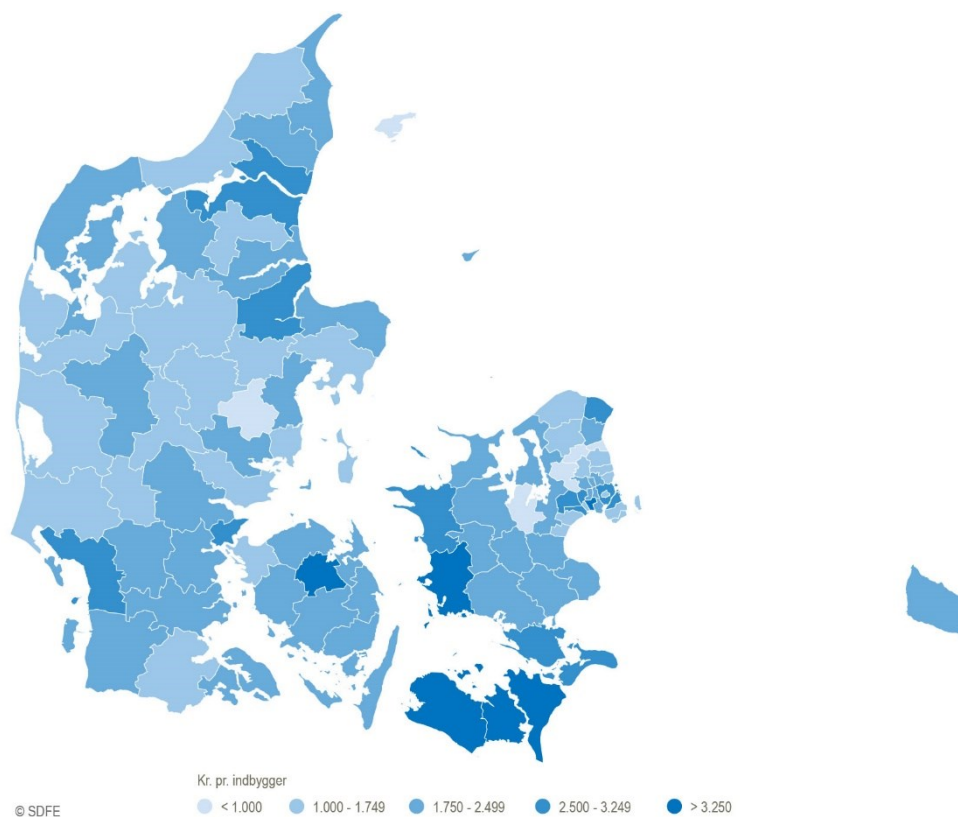 Kr. pr. indbygger
© SDFE
< 1.000
1.000 - 1.749
1.750 - 2.499
2.500 - 3.249
> 3.250